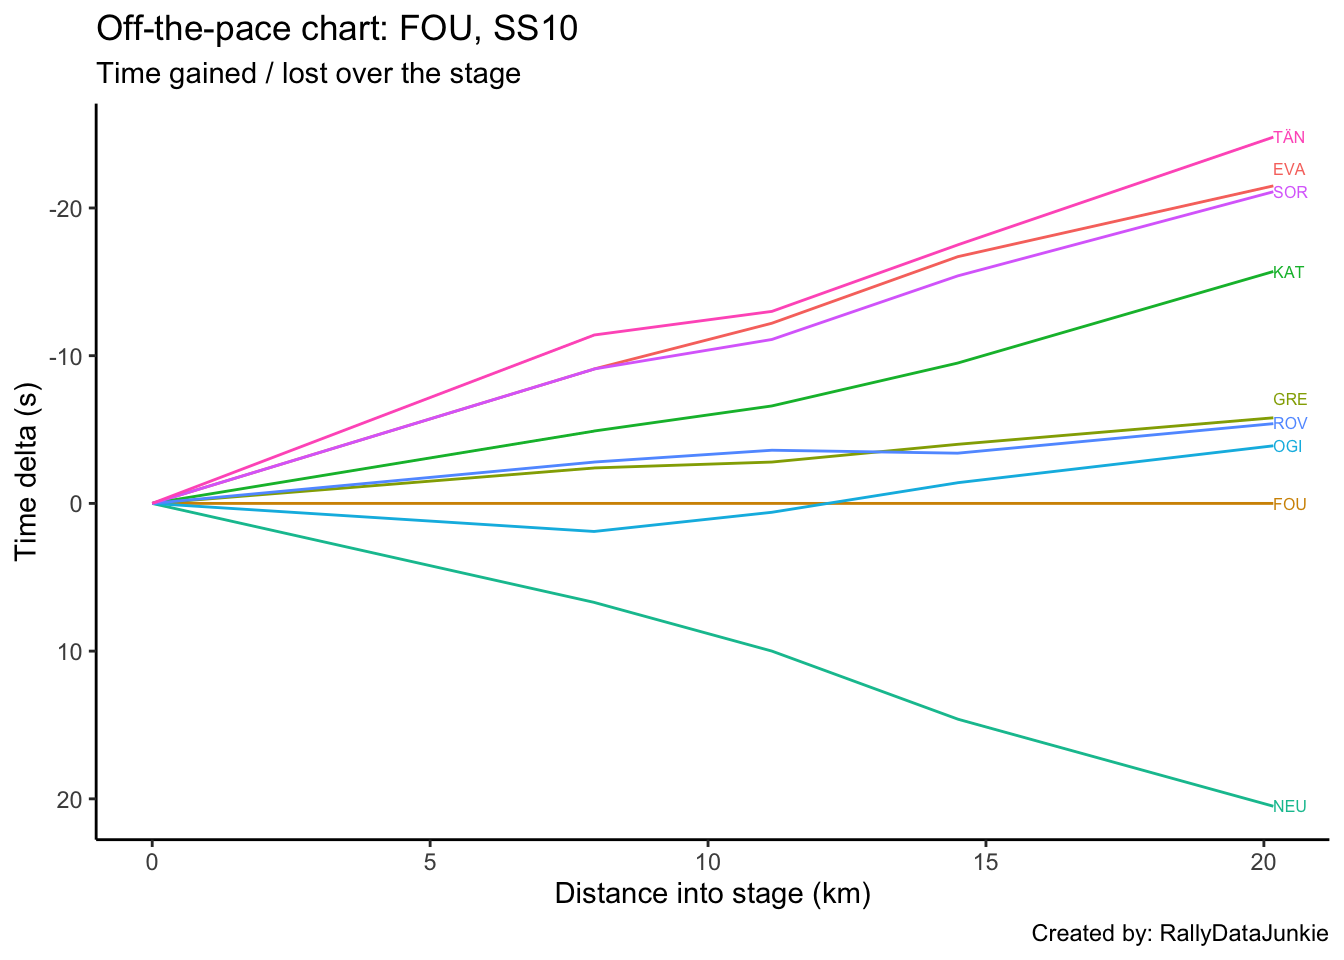 Off-the-pace chart: FOU, SS10
Time gained / lost over the stage
Time delta (s)
-20
-10
0
10
20
TÄN
EVA
SOR
KAT
GRE
ROV
OGI
FOU
NEU
0 5 10 15 20
Distance into stage (km)
Created by: RallyDataJunkie